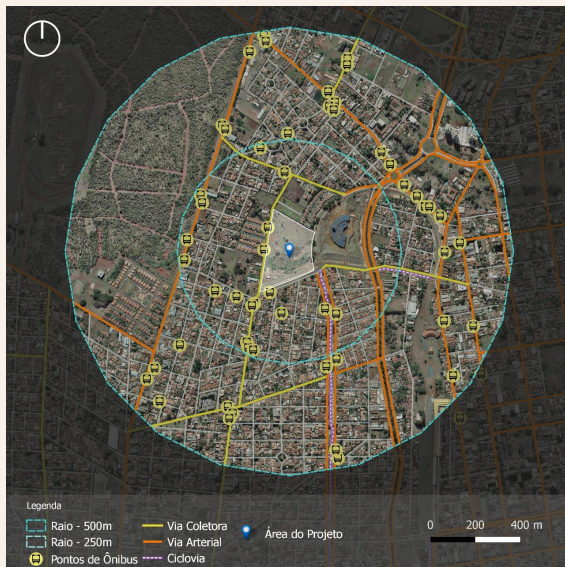 Legenda
Raio - 500m
Raio - 250m
Pontos de Ônibus
Via Coletora
Via Arterial
Ciclovia
Área do Projeto
0 200 400 m